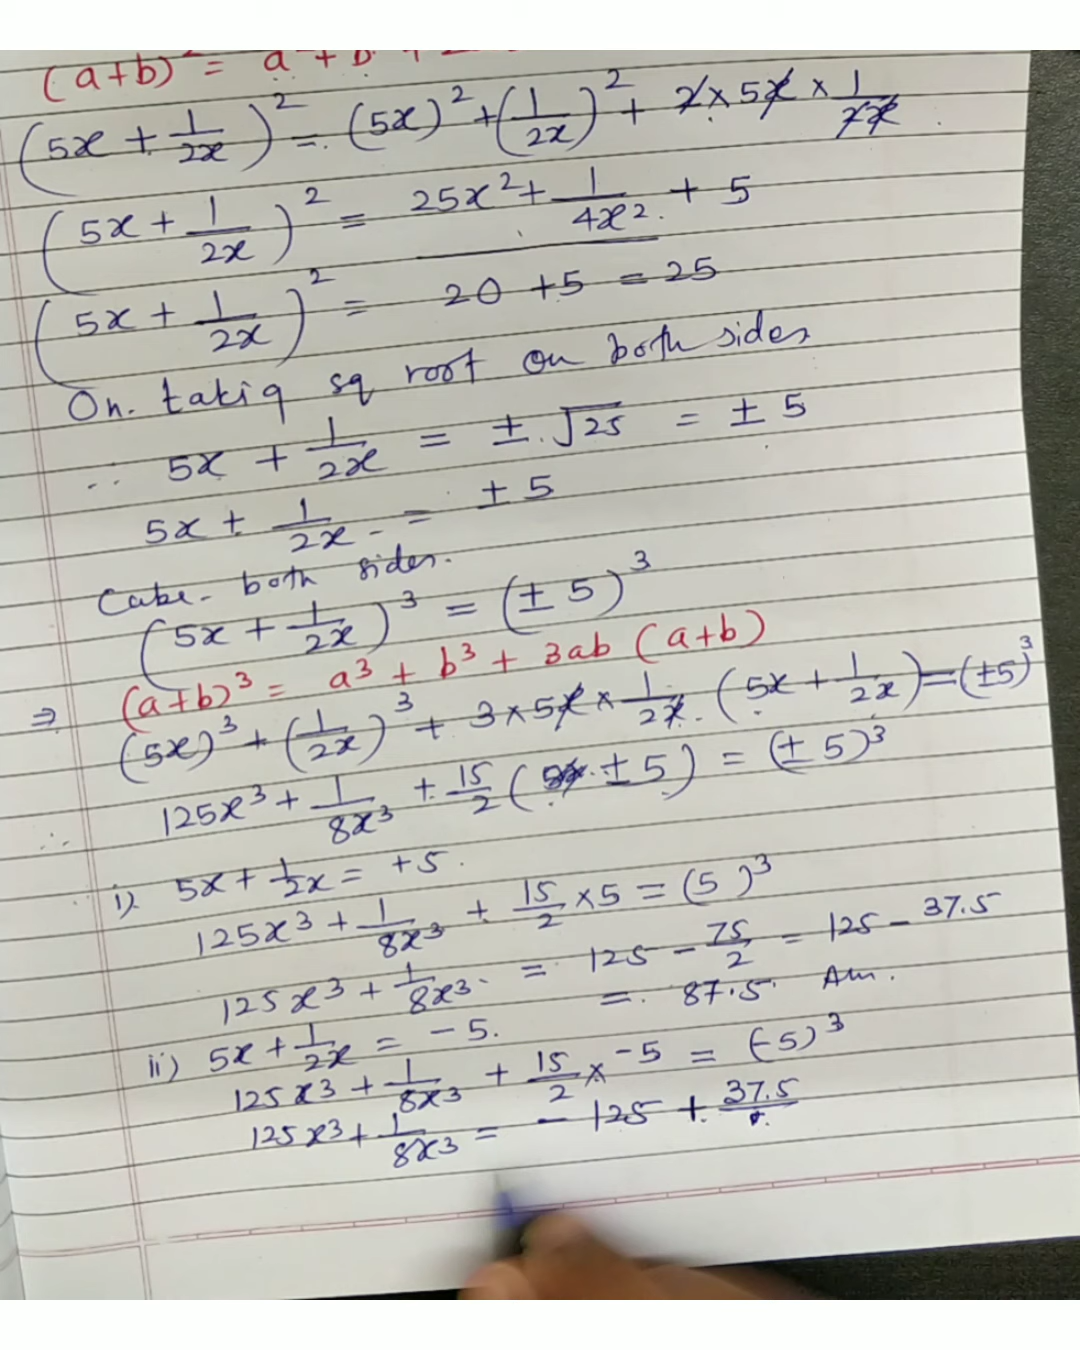 (a+b)² = a² + b² +
(5x + 1/2x)² = (5x)² + (1/2x)² + 2 × 5x × 1/2x
(5x + 1/2x)² = 25x² + 1/4x² + 5
(5x + 1/2x)² = 20 + 5 = 25
On. takig sq root on both sides
∴ 5x + 1/2x = ± √25 = ± 5
5x + 1/2x = ± 5
Cube both sides.
(5x + 1/2x)³ = (± 5)³
⇒ (a+b)³ = a³ + b³ + 3ab (a+b)
(5x)³ + (1/2x)³ + 3 × 5x × 1/2x . (5x + 1/2x) = (±5)³
∴ 125x³ + 1/8x³ + 15/2 (± 5) = (± 5)³
i) 5x + 1/2x = +5.
125x³ + 1/8x³ + 15/2 × 5 = (5)³
125x³ + 1/8x³ = 125 - 75/2 = 125 - 37.5
= 87.5 Ans.
ii) 5x + 1/2x = -5.
125x³ + 1/8x³ + 15/2 × -5 = (-5)³
125x³ + 1/8x³ = - 125 + 37.5